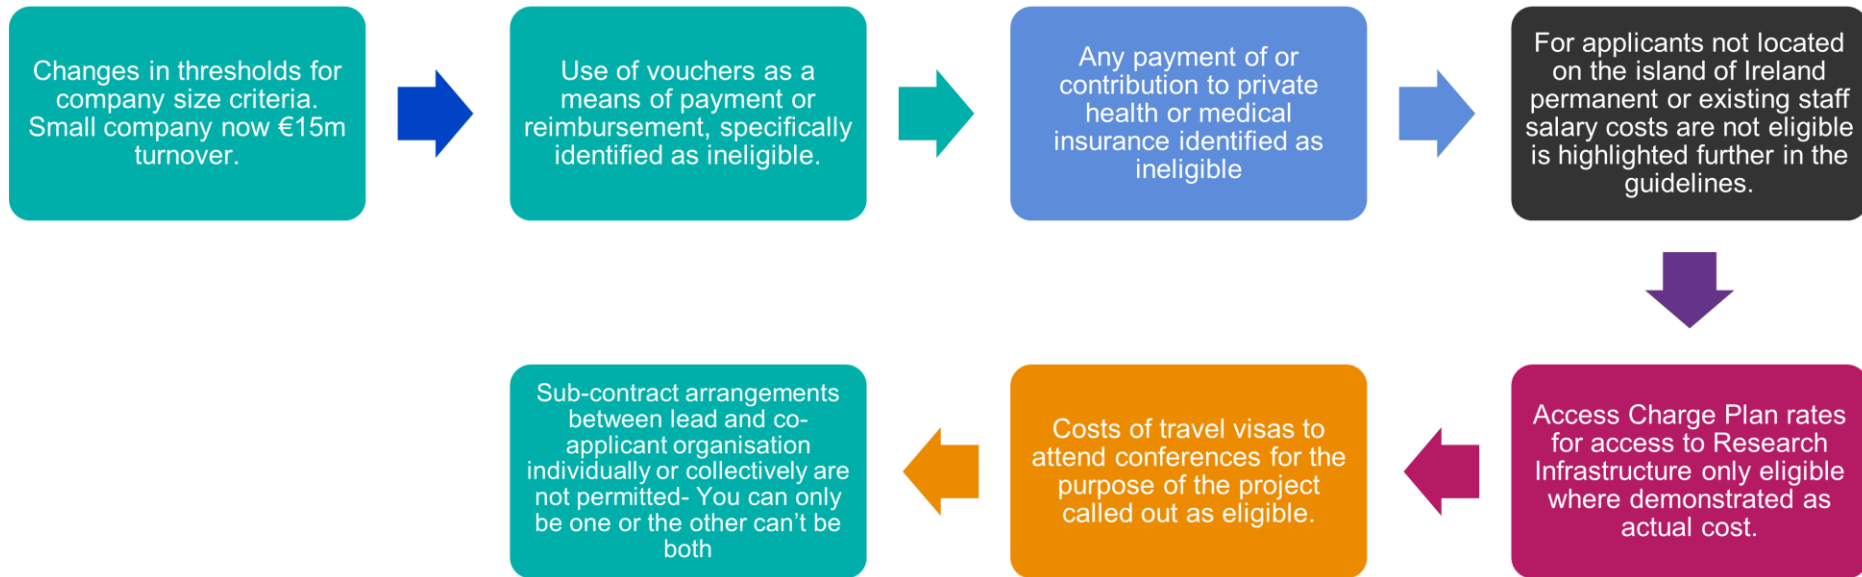 Changes in thresholds for
company size criteria.
Small company now €15m
turnover.
Use of vouchers as a
means of payment or
reimbursement, specifically
identified as ineligible.
Any payment of or
contribution to private
health or medical
insurance identified as
ineligible
For applicants not located
on the island of Ireland
permanent or existing staff
salary costs are not eligible
is highlighted further in the
guidelines.
Access Charge Plan rates
for access to Research
Infrastructure only eligible
where demonstrated as
actual cost.
Costs of travel visas to
attend conferences for the
purpose of the project
called out as eligible.
Sub-contract arrangements
between lead and co-
applicant organisation
individually or collectively are
not permitted- You can only
be one or the other can’t be
both